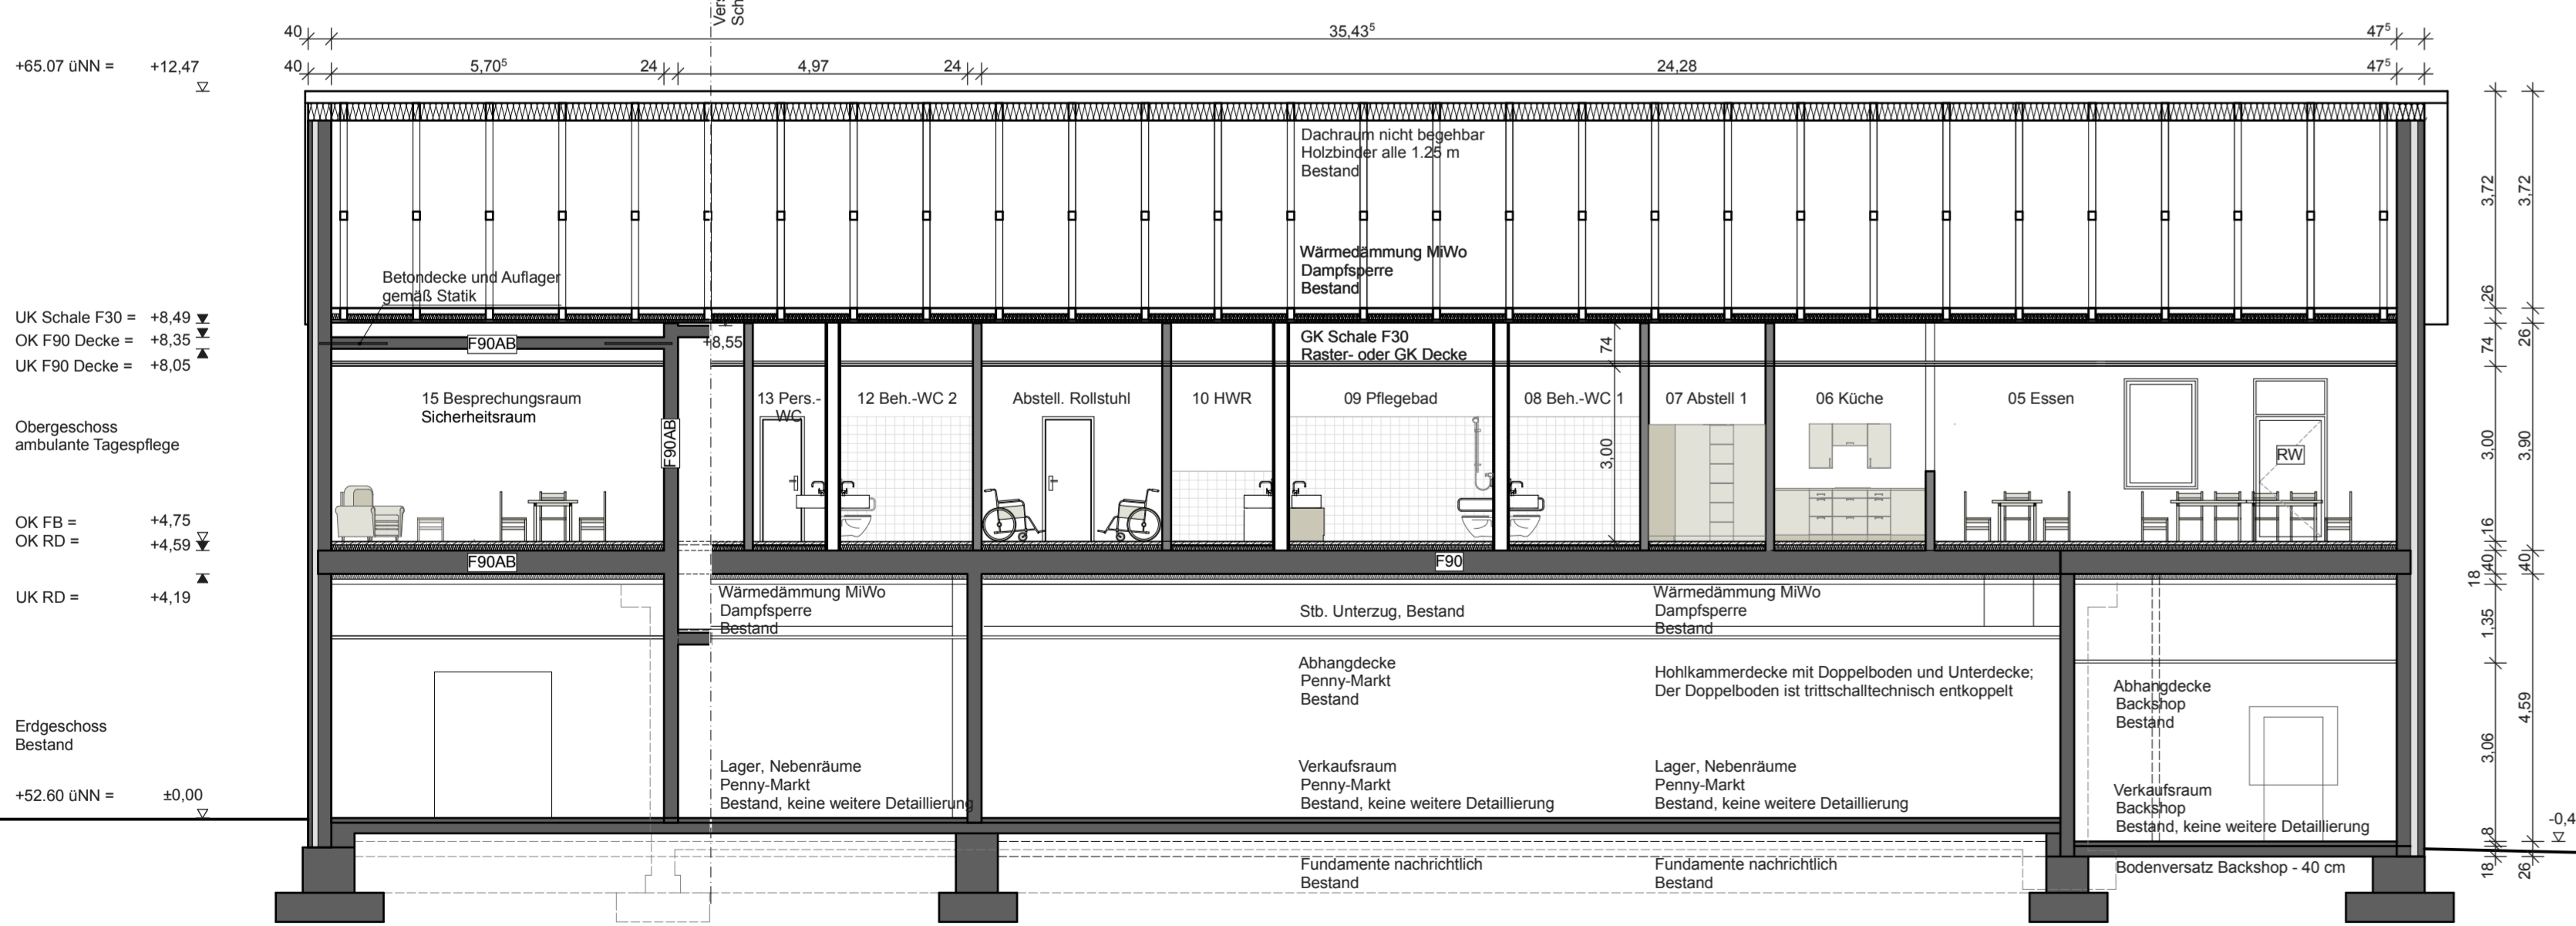 Vers
Sch
40
35,43⁵
47⁵
+65.07 üNN = +12,47
40
5,70⁵
24
4,97
24
24,28
47⁵
Dachraum nicht begehbar
Holzbinder alle 1.25 m
Bestand
3,72
3,72
Wärmedämmung MiWo
Dampfsperre
Bestand
Betondecke und Auflager
gemäß Statik
26
UK Schale F30 = +8,49
OK F90 Decke = +8,35
UK F90 Decke = +8,05
F90AB
+8,55
GK Schale F30
Raster- oder GK Decke
74
74
26
15 Besprechungsraum
Sicherheitsraum
13 Pers.-
WC
12 Beh.-WC 2
Abstell. Rollstuhl
10 HWR
09 Pflegebad
08 Beh.-WC 1
07 Abstell 1
06 Küche
05 Essen
Obergeschoss
ambulante Tagespflege
F90AB
3,00
RW
3,00
3,90
OK FB = +4,75
OK RD = +4,59
16
F90AB
F90
40
40
18
UK RD = +4,19
Wärmedämmung MiWo
Dampfsperre
Bestand
Stb. Unterzug, Bestand
Wärmedämmung MiWo
Dampfsperre
Bestand
1,35
Abhangdecke
Penny-Markt
Bestand
Hohlkammerdecke mit Doppelboden und Unterdecke;
Der Doppelboden ist trittschalltechnisch entkoppelt
Abhangdecke
Backshop
Bestand
4,59
Erdgeschoss
Bestand
3,06
Lager, Nebenräume
Penny-Markt
Bestand, keine weitere Detaillierung
Verkaufsraum
Penny-Markt
Bestand, keine weitere Detaillierung
Lager, Nebenräume
Penny-Markt
Bestand, keine weitere Detaillierung
Verkaufsraum
Backshop
Bestand, keine weitere Detaillierung
+52.60 üNN = ±0,00
-0,4
8
18
26
Fundamente nachrichtlich
Bestand
Fundamente nachrichtlich
Bestand
Bodenversatz Backshop - 40 cm